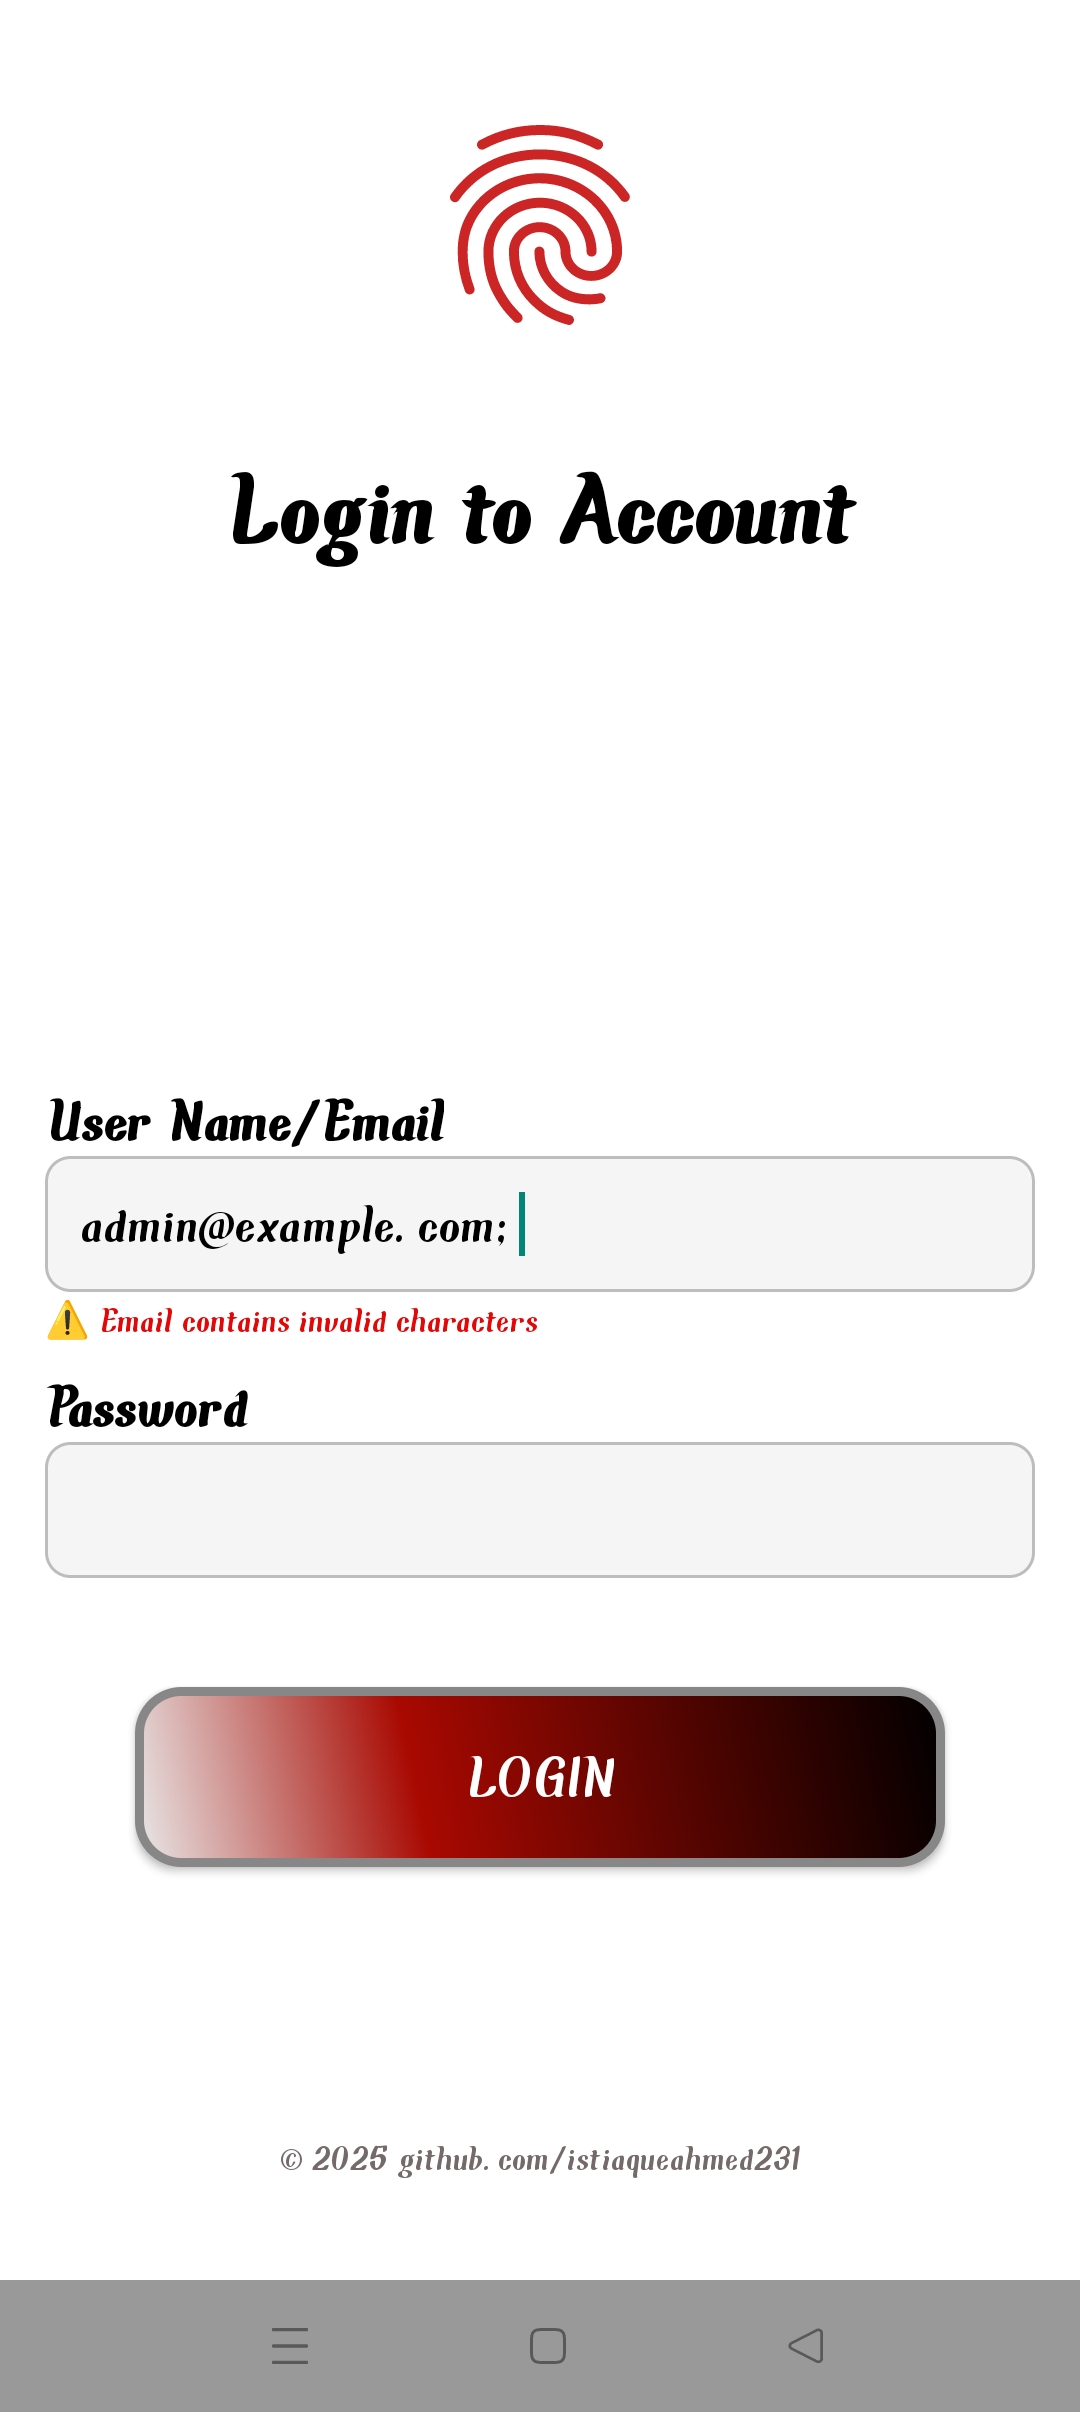 Login to Account
User Name/Email
admin@example.com;
⚠️ Email contains invalid characters
Password
LOGIN
© 2025 github.com/istiaqueahmed231